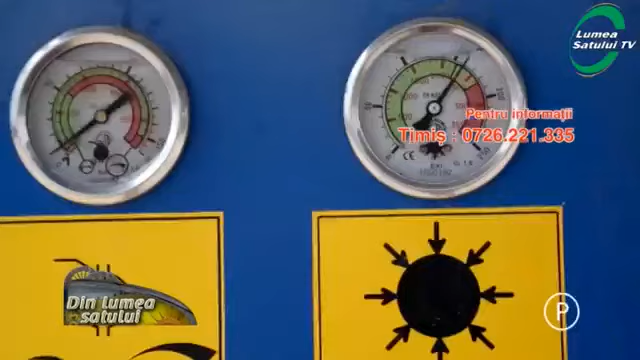 Lumea
Satului TV
Pentru informații
Timiș : 0726.221.335
Din lumea
satului
P